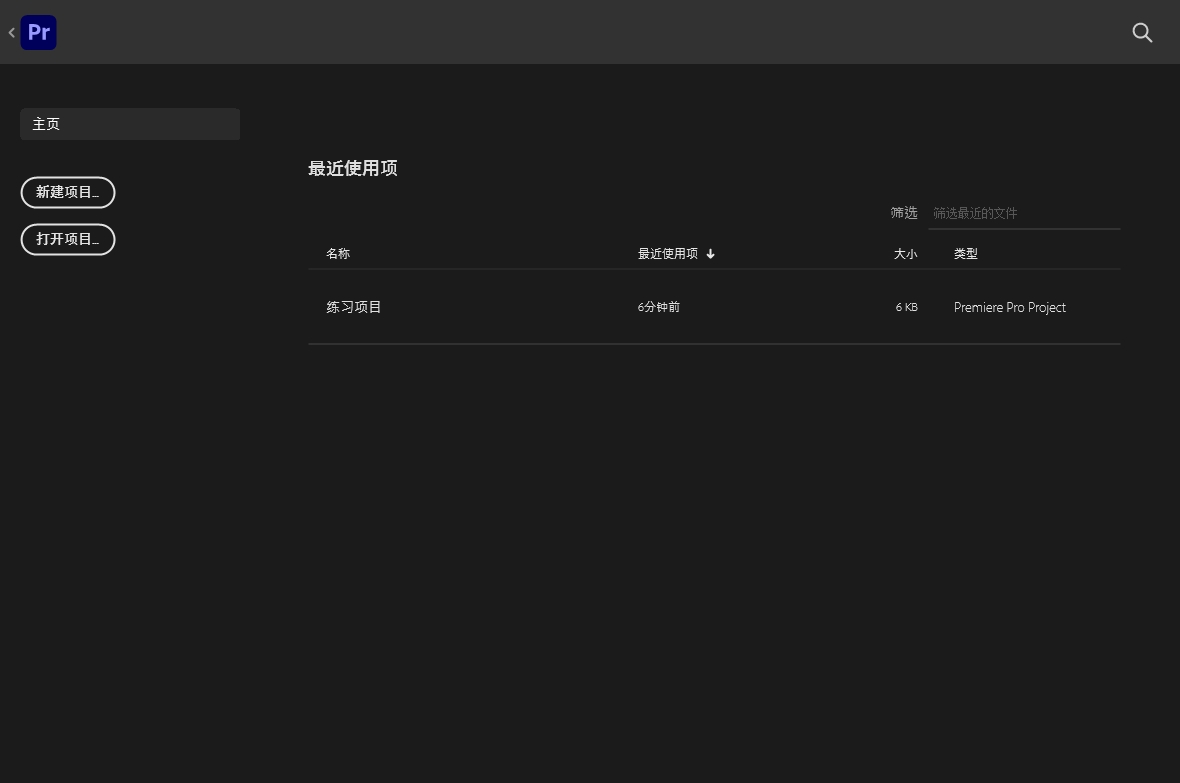 Pr
主页
新建项目...
打开项目...
最近使用项
筛选 筛选最近的文件
名称 最近使用项 大小 类型
练习项目 6分钟前 6 KB Premiere Pro Project